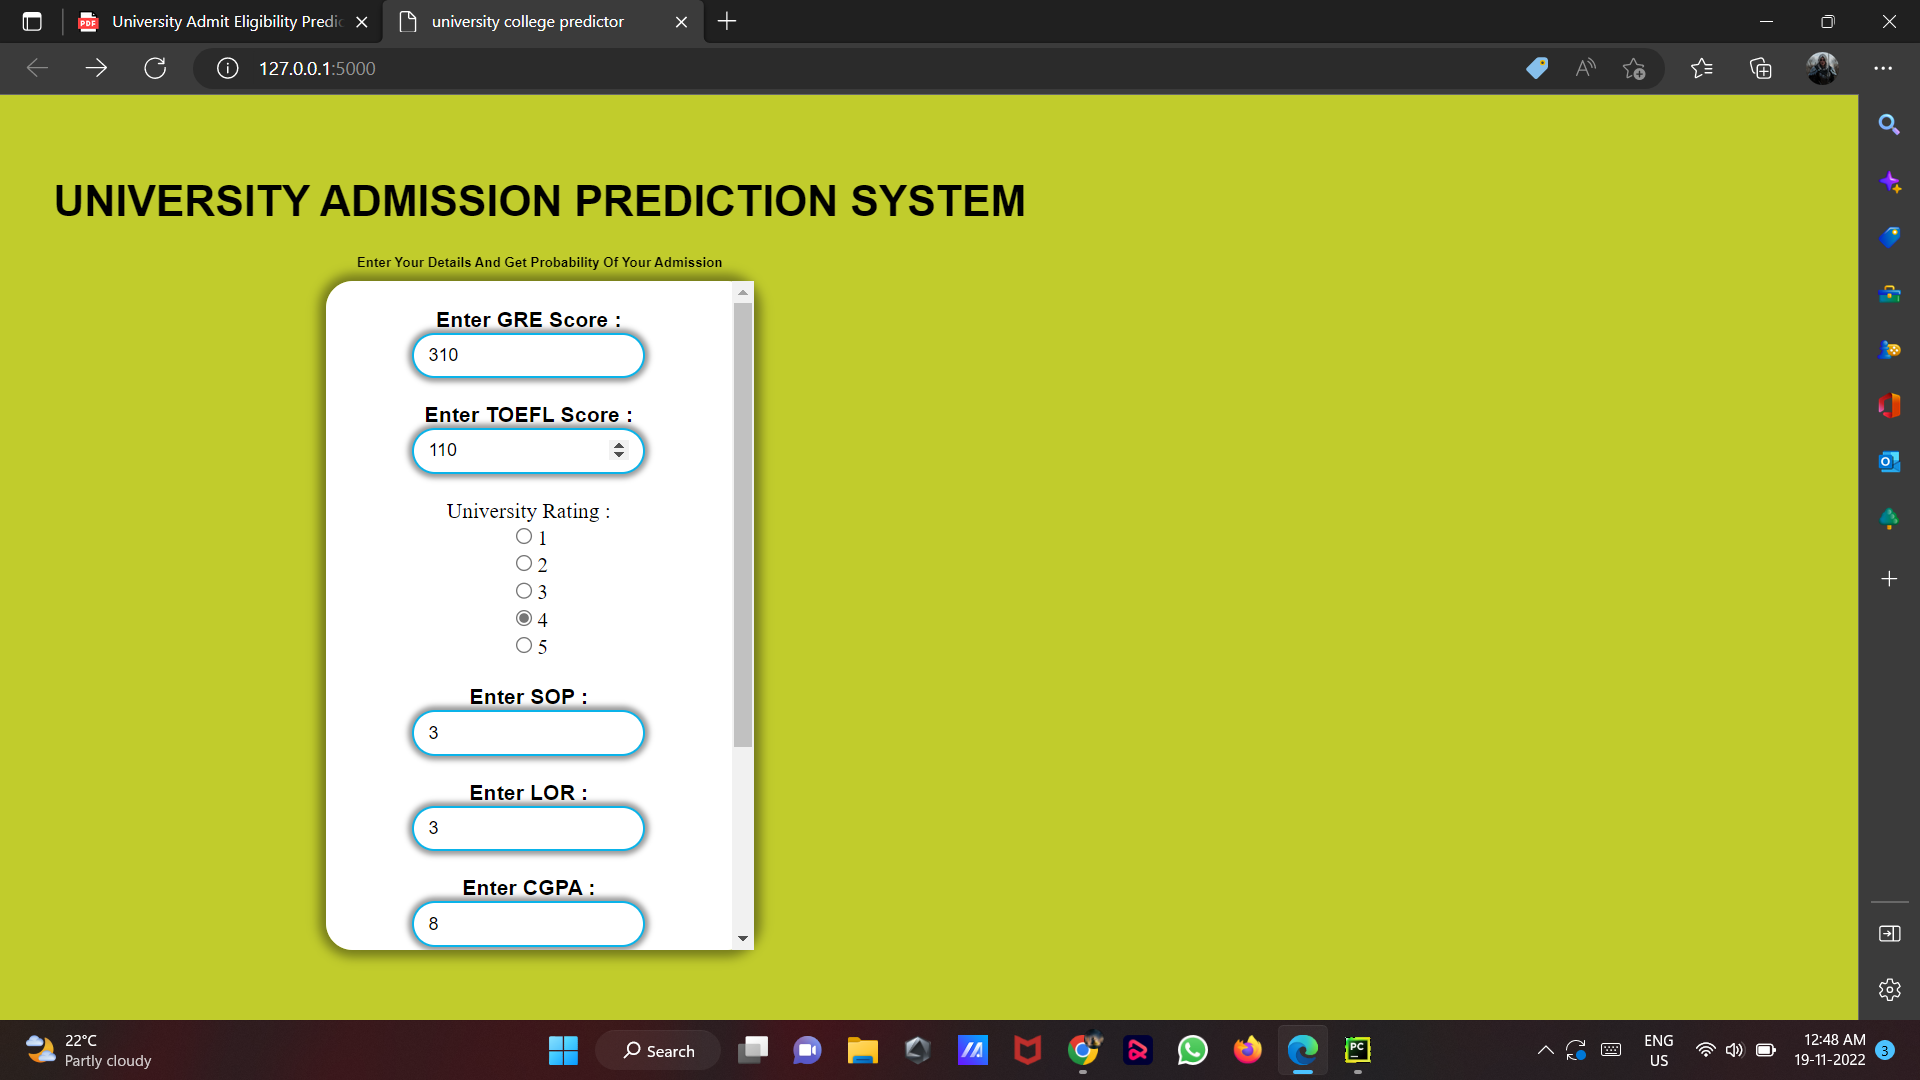 University Admit Eligibility Predic
university college predictor
127.0.0.1:5000
UNIVERSITY ADMISSION PREDICTION SYSTEM
Enter Your Details And Get Probability Of Your Admission
Enter GRE Score :
310
Enter TOEFL Score :
110
University Rating :
1
2
3
4
5
Enter SOP :
3
Enter LOR :
3
Enter CGPA :
8
22°C
Partly cloudy
Search
ENG
US
12:48 AM
19-11-2022
3
PDF
PC